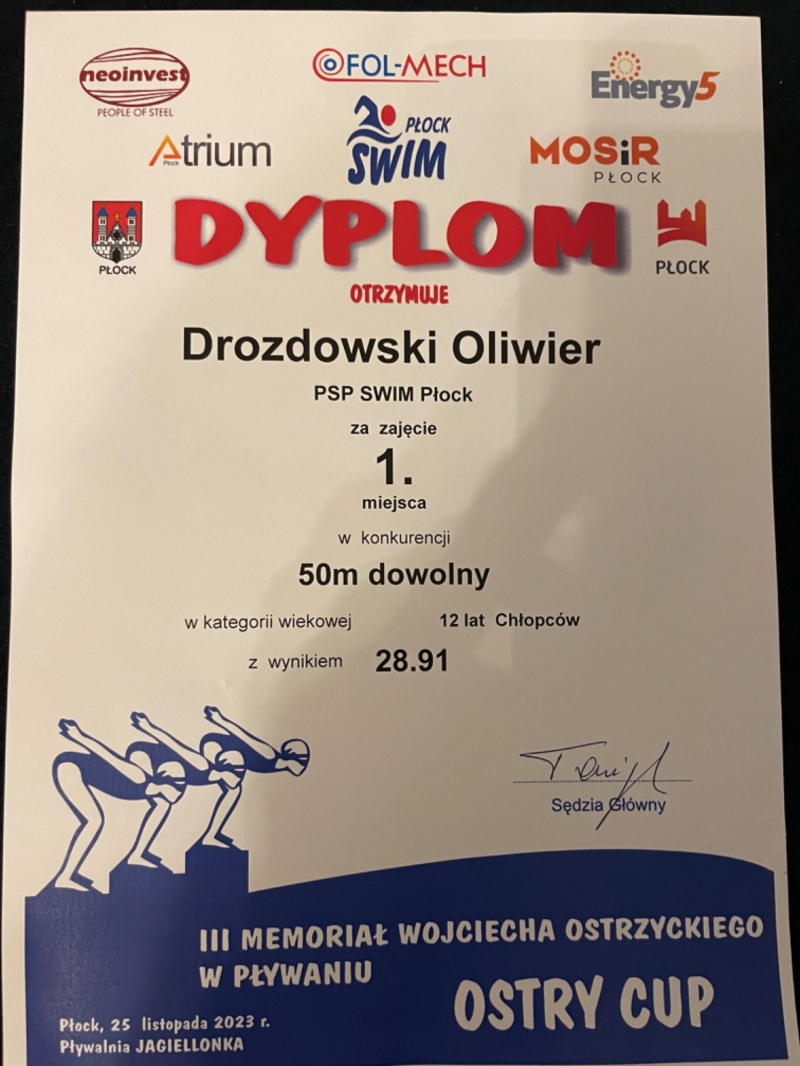 neoinvest
PEOPLE OF STEEL
FOL-MECH
Energy5
Atrium
Płock
PŁOCK
SWIM
MOSiR
PŁOCK
PŁOCK
DYPLOM
PŁOCK
OTRZYMUJE
Drozdowski Oliwier
PSP SWIM Płock
za zajęcie
1.
miejsca
w konkurencji
50m dowolny
w kategorii wiekowej 12 lat Chłopców
z wynikiem 28.91
Sędzia Główny
III MEMORIAŁ WOJCIECHA OSTRZYCKIEGO
W PŁYWANIU
OSTRY CUP
Płock, 25 listopada 2023 r.
Pływalnia JAGIELLONKA